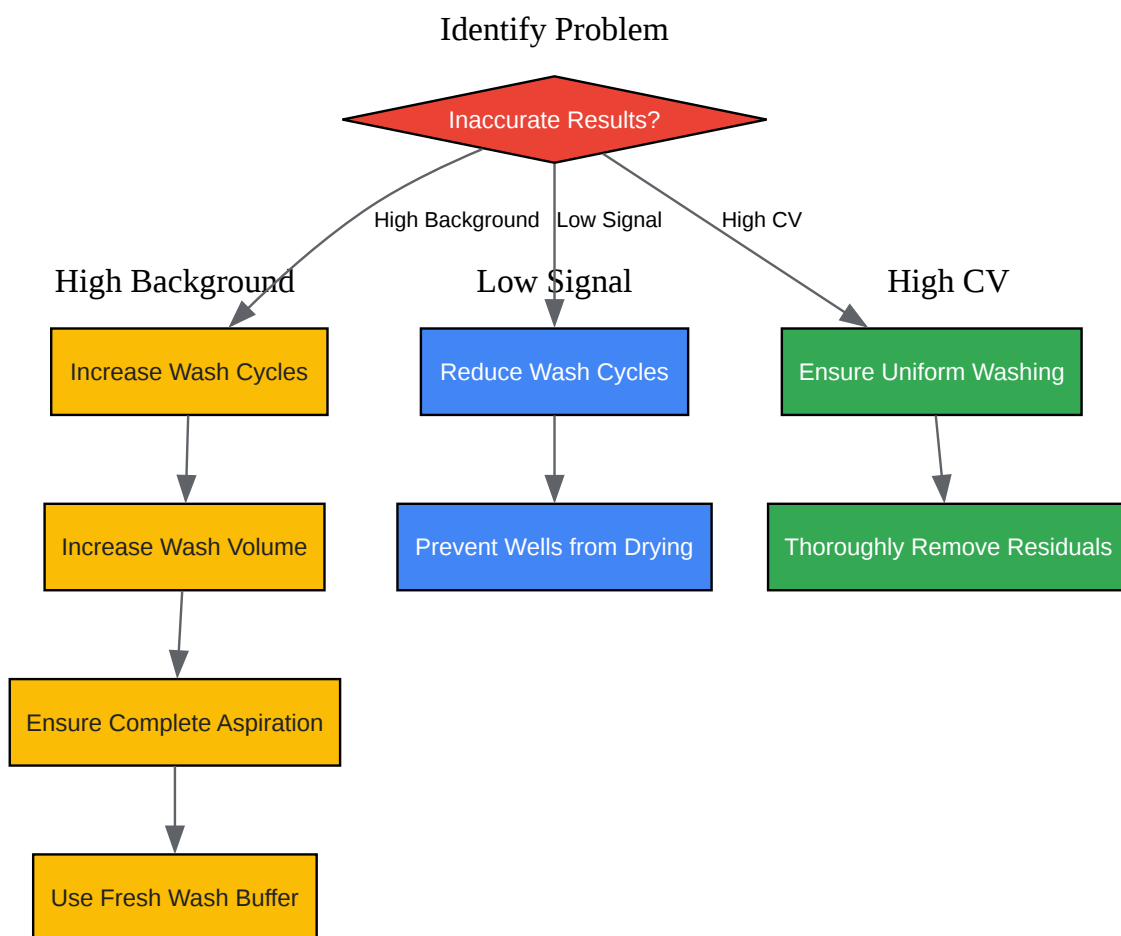 Identify Problem
Inaccurate Results?
High Background
Low Signal
High CV
High Background
Low Signal
High CV
Increase Wash Cycles
Reduce Wash Cycles
Ensure Uniform Washing
Increase Wash Volume
Prevent Wells from Drying
Thoroughly Remove Residuals
Ensure Complete Aspiration
Use Fresh Wash Buffer